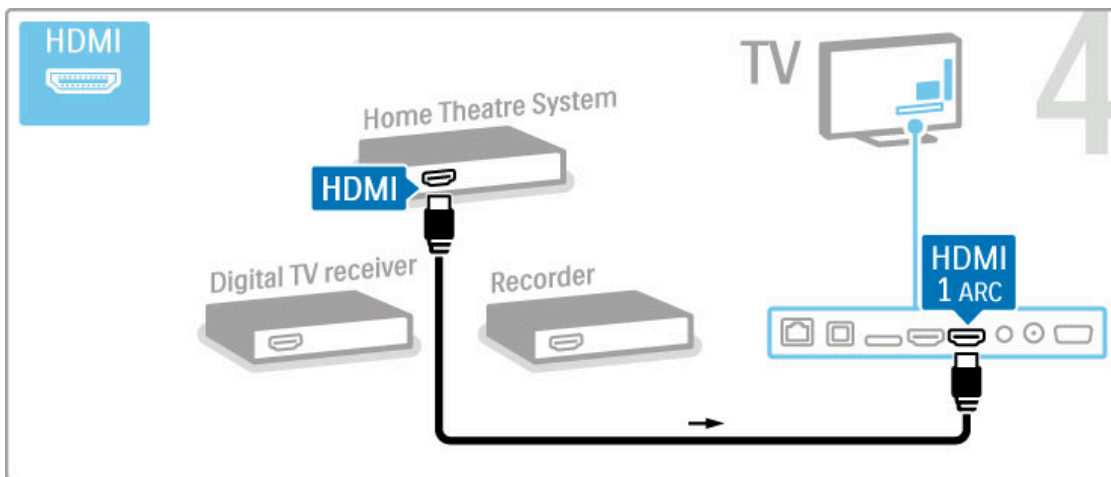 HDMI
TV
4
Home Theatre System
HDMI
Digital TV receiver
Recorder
HDMI
1 ARC